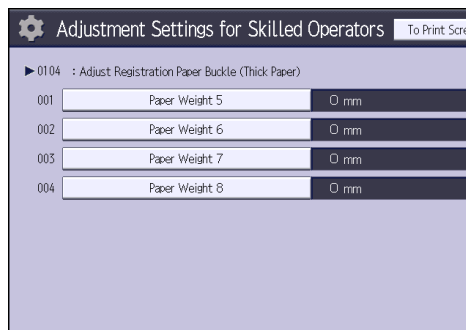 Adjustment Settings for Skilled Operators To Print Scre
▶ 0104 : Adjust Registration Paper Buckle (Thick Paper)
001 Paper Weight 5 0 mm
002 Paper Weight 6 0 mm
003 Paper Weight 7 0 mm
004 Paper Weight 8 0 mm